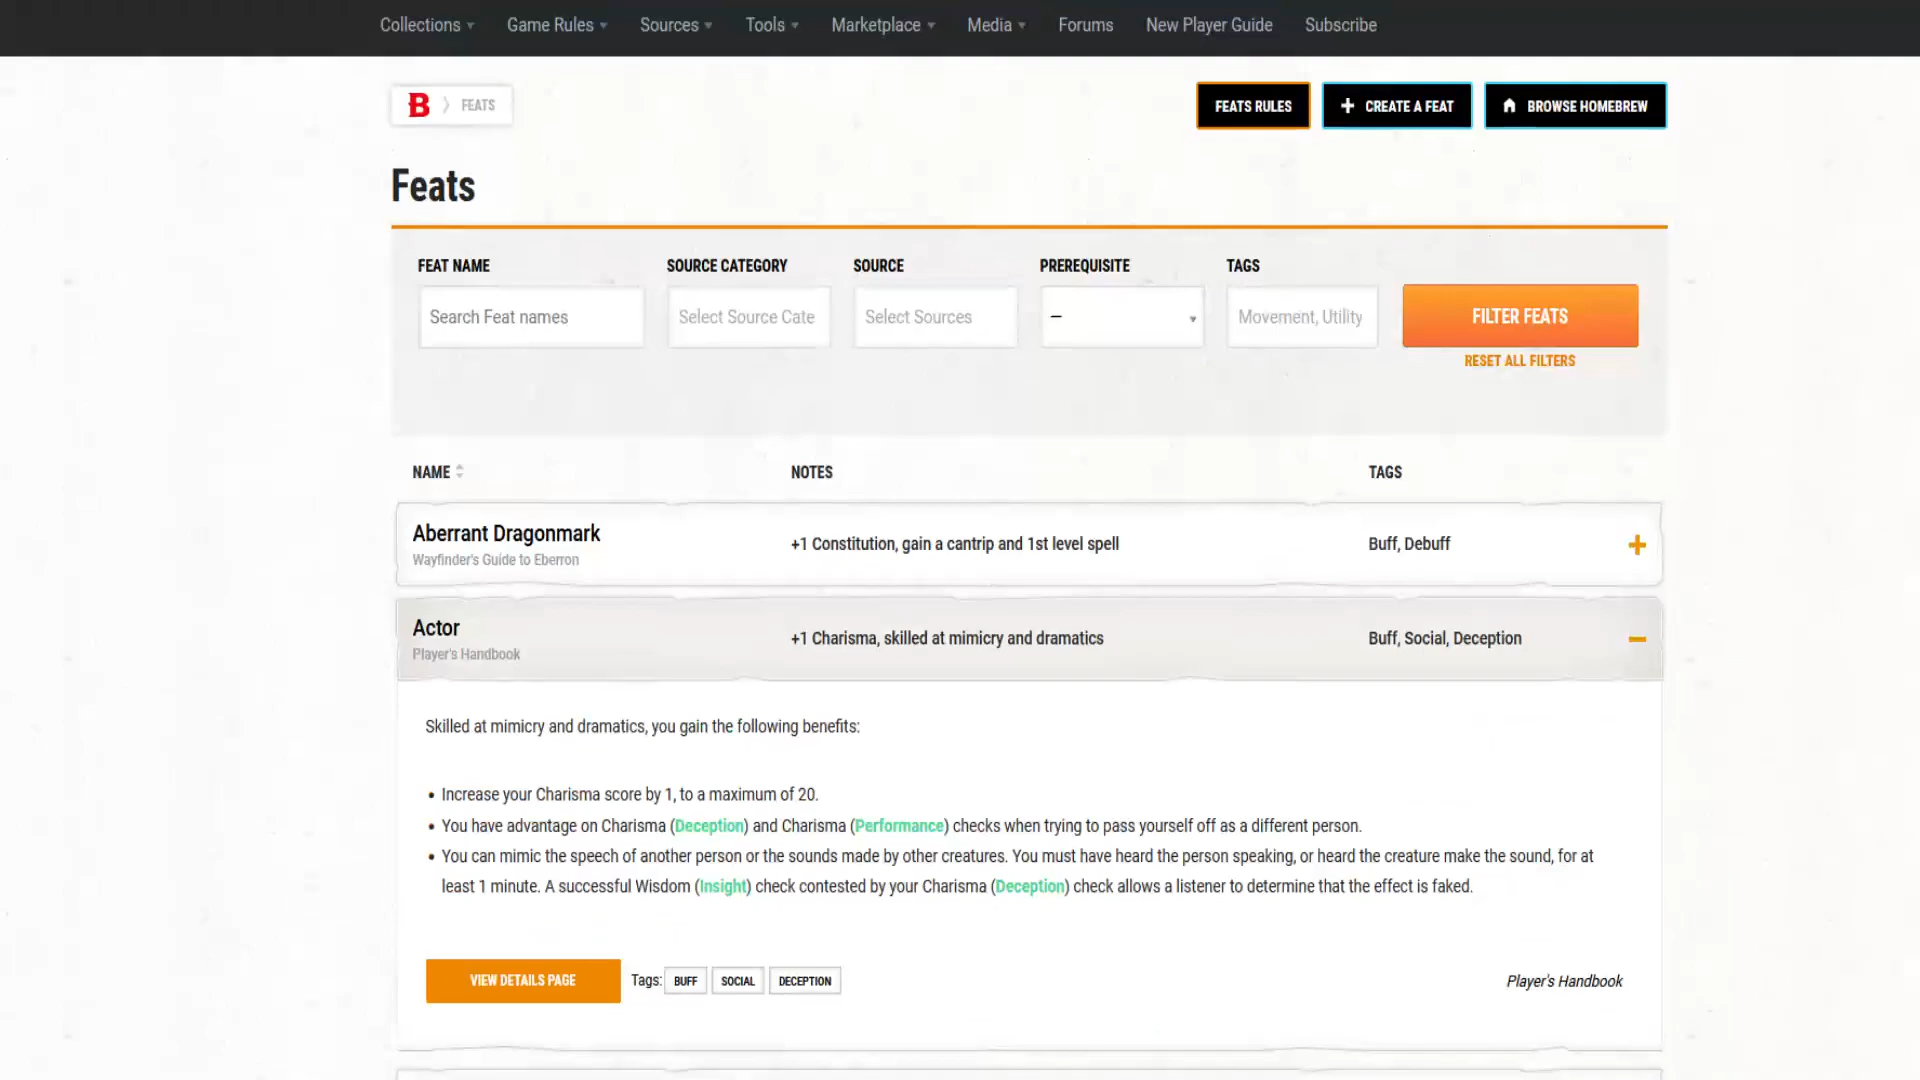 Collections Game Rules Sources Tools Marketplace Media Forums New Player Guide Subscribe
B FEATS FEATS RULES CREATE A FEAT BROWSE HOMEBREW
Feats
FEAT NAME SOURCE CATEGORY SOURCE PREREQUISITE TAGS
Search Feat names Select Source Cate Select Sources – Movement, Utility FILTER FEATS
RESET ALL FILTERS
NAME NOTES TAGS
Aberrant Dragonmark
Wayfinder's Guide to Eberron
+1 Constitution, gain a cantrip and 1st level spell
Buff, Debuff
Actor
Player's Handbook
+1 Charisma, skilled at mimicry and dramatics
Buff, Social, Deception
Skilled at mimicry and dramatics, you gain the following benefits:
• Increase your Charisma score by 1, to a maximum of 20.
• You have advantage on Charisma (Deception) and Charisma (Performance) checks when trying to pass yourself off as a different person.
• You can mimic the speech of another person or the sounds made by other creatures. You must have heard the person speaking, or heard the creature make the sound, for at
least 1 minute. A successful Wisdom (Insight) check contested by your Charisma (Deception) check allows a listener to determine that the effect is faked.
VIEW DETAILS PAGE Tags: BUFF SOCIAL DECEPTION Player's Handbook